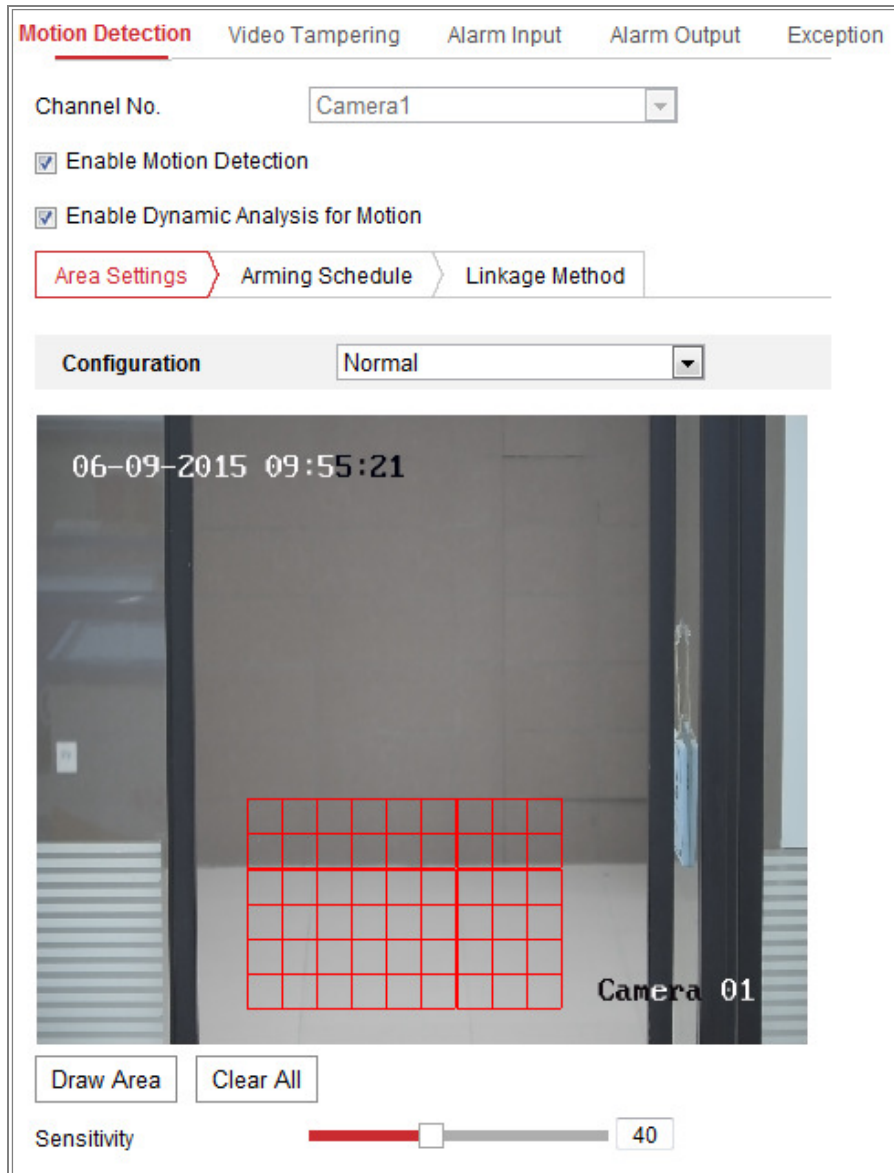 Motion Detection Video Tampering Alarm Input Alarm Output Exception
Channel No. Camera1
Enable Motion Detection
Enable Dynamic Analysis for Motion
Area Settings Arming Schedule Linkage Method
Configuration Normal
06-09-2015 09:55:21
Camera 01
Draw Area Clear All
Sensitivity 40